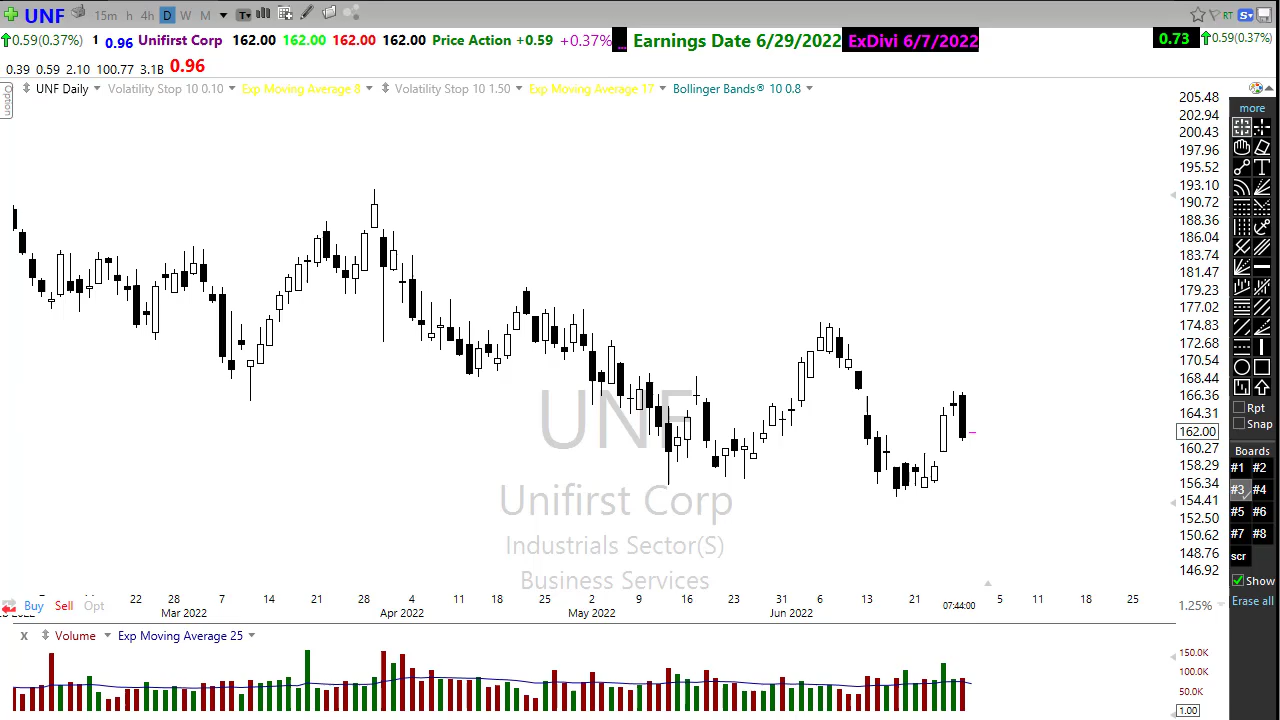 UNF 15m h 4h D W M T RT S
0.59(0.37%) 1 0.96 Unifirst Corp 162.00 162.00 162.00 162.00 Price Action +0.59 +0.37% ... Earnings Date 6/29/2022 ExDivi 6/7/2022 0.73 0.59(0.37%)
0.39 0.59 2.10 100.77 3.1B 0.96
Option
UNF Daily Volatility Stop 10 0.10 Exp Moving Average 8 Volatility Stop 10 1.50 Exp Moving Average 17 Bollinger Bands® 10 0.8
205.48
202.94
200.43
197.96
195.52
193.10
190.72
188.36
186.04
183.74
181.47
179.23
177.02
174.83
172.68
170.54
168.44
166.36
164.31
162.00
160.27
158.29
156.34
154.41
152.50
150.62
148.76
146.92
more
T
Rpt
Snap
Boards
#1 #2
#3 #4
#5 #6
#7 #8
scr
Show
Erase all
UNF
Unifirst Corp
Industrials Sector(S)
Business Services
22 28 7 14 21 28 4 11 18 25 2 9 16 23 31 6 13 21 07:44:00 5 11 18 25
Mar 2022 Apr 2022 May 2022 Jun 2022
Buy Sell Opt
1.25%
X Volume Exp Moving Average 25
150.0K
100.0K
50.0K
1.00